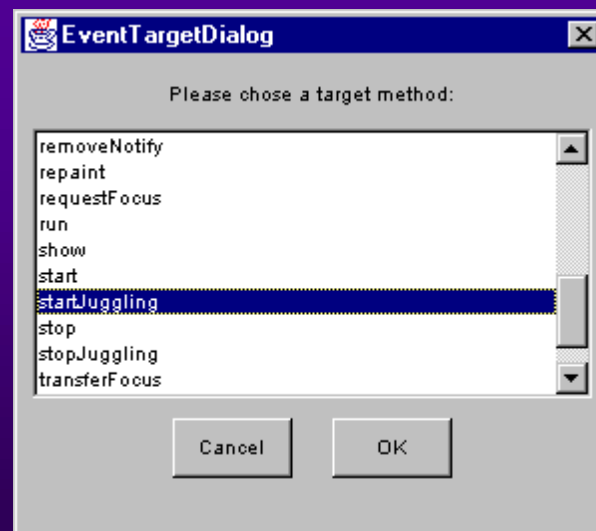 EventTargetDialog
Please chose a target method:
removeNotify
repaint
requestFocus
run
show
start
startJuggling
stop
stopJuggling
transferFocus
Cancel OK